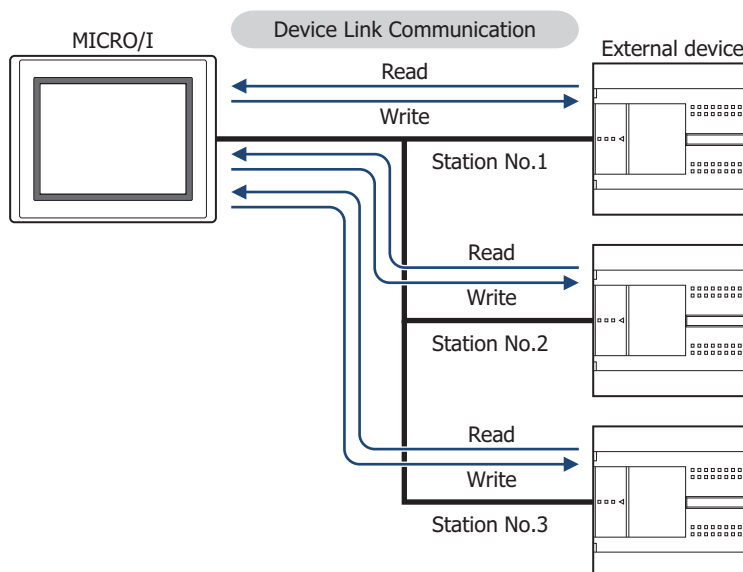 Device Link Communication
MICRO/I
External device
Read
Write
Station No.1
Read
Write
Station No.2
Read
Write
Station No.3